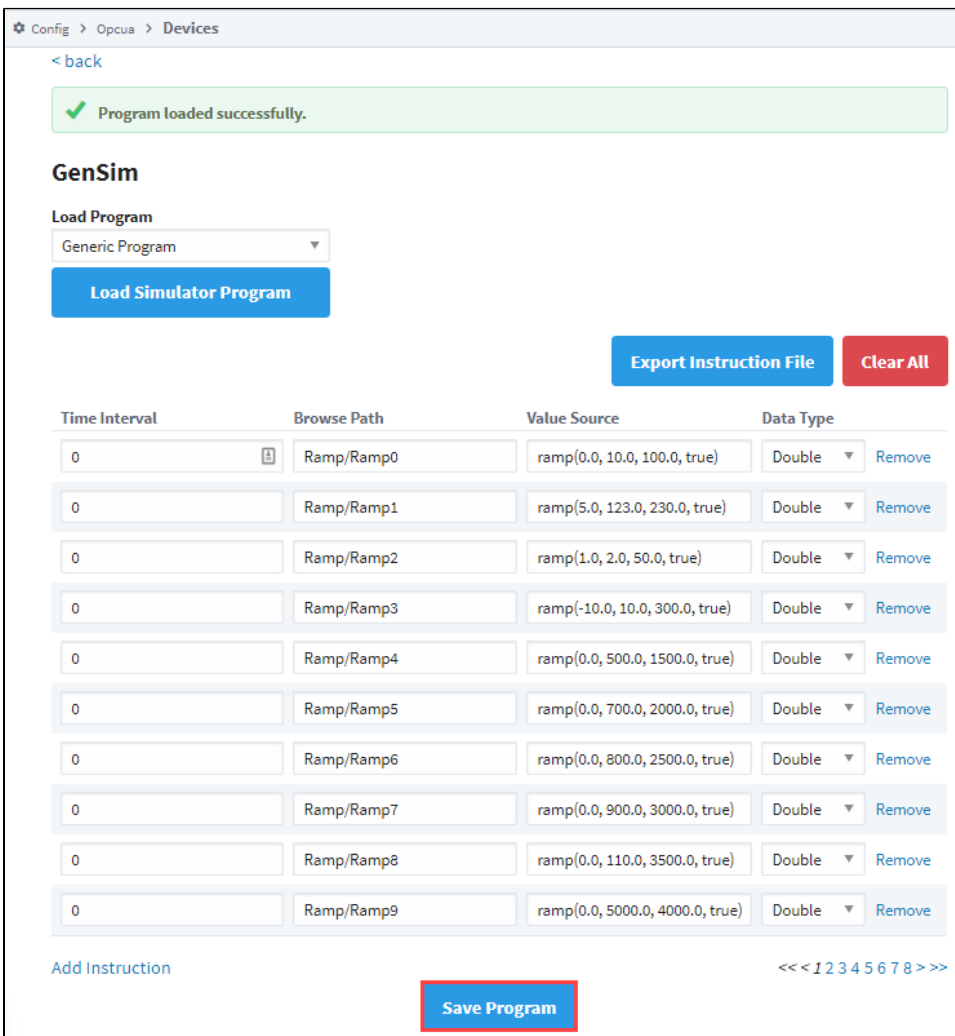 Config > Opcua > Devices
< back
Program loaded successfully.
GenSim
Load Program
Generic Program
Load Simulator Program
Export Instruction File Clear All
Time Interval Browse Path Value Source Data Type
0 Ramp/Ramp0 ramp(0.0, 10.0, 100.0, true) Double Remove
0 Ramp/Ramp1 ramp(5.0, 123.0, 230.0, true) Double Remove
0 Ramp/Ramp2 ramp(1.0, 2.0, 50.0, true) Double Remove
0 Ramp/Ramp3 ramp(-10.0, 10.0, 300.0, true) Double Remove
0 Ramp/Ramp4 ramp(0.0, 500.0, 1500.0, true) Double Remove
0 Ramp/Ramp5 ramp(0.0, 700.0, 2000.0, true) Double Remove
0 Ramp/Ramp6 ramp(0.0, 800.0, 2500.0, true) Double Remove
0 Ramp/Ramp7 ramp(0.0, 900.0, 3000.0, true) Double Remove
0 Ramp/Ramp8 ramp(0.0, 110.0, 3500.0, true) Double Remove
0 Ramp/Ramp9 ramp(0.0, 5000.0, 4000.0, true) Double Remove
Add Instruction << < 1 2 3 4 5 6 7 8 > >>
Save Program